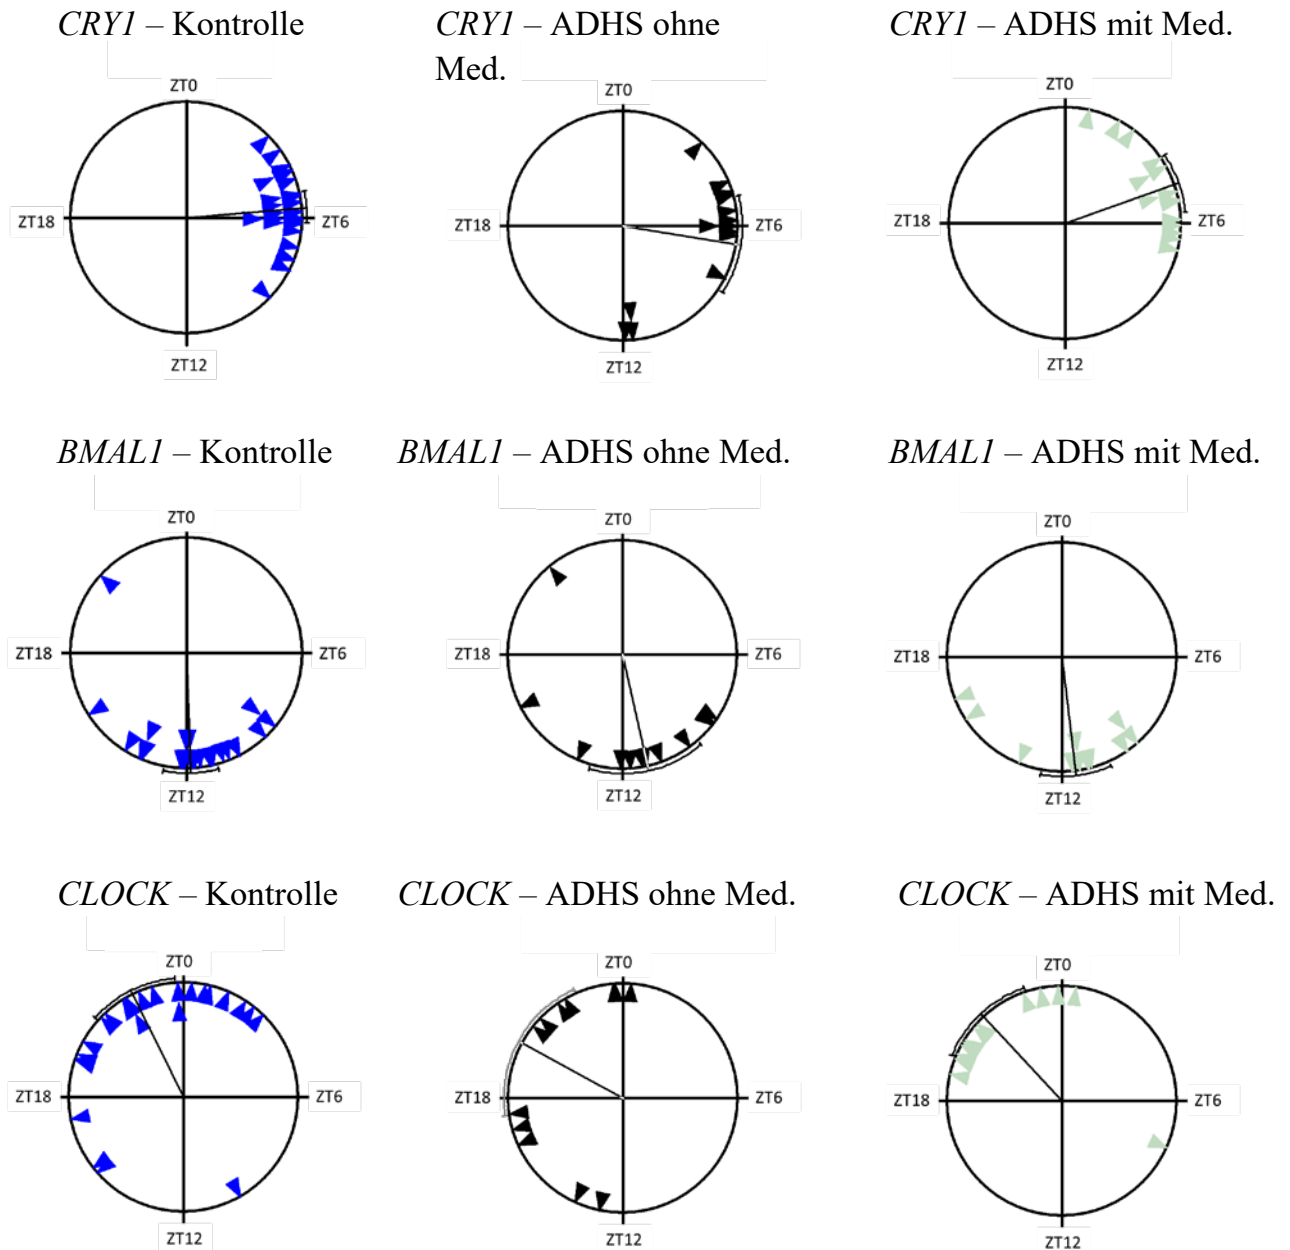 CRY1 – Kontrolle
CRY1 – ADHS ohne
Med.
CRY1 – ADHS mit Med.
ZT0
ZT18
ZT6
ZT12
ZT0
ZT18
ZT6
ZT12
ZT0
ZT18
ZT6
ZT12
BMAL1 – Kontrolle
BMAL1 – ADHS ohne Med.
BMAL1 – ADHS mit Med.
ZT0
ZT18
ZT6
ZT12
ZT0
ZT18
ZT6
ZT12
ZT0
ZT18
ZT6
ZT12
CLOCK – Kontrolle
CLOCK – ADHS ohne Med.
CLOCK – ADHS mit Med.
ZT0
ZT18
ZT6
ZT12
ZT0
ZT18
ZT6
ZT12
ZT0
ZT18
ZT6
ZT12